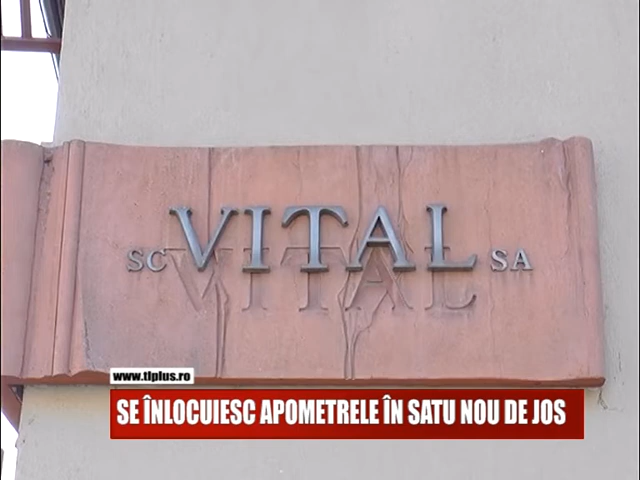 SC VITAL SA
www.tlplus.ro
SE ÎNLOCUIESC APOMETRELE ÎN SATU NOU DE JOS